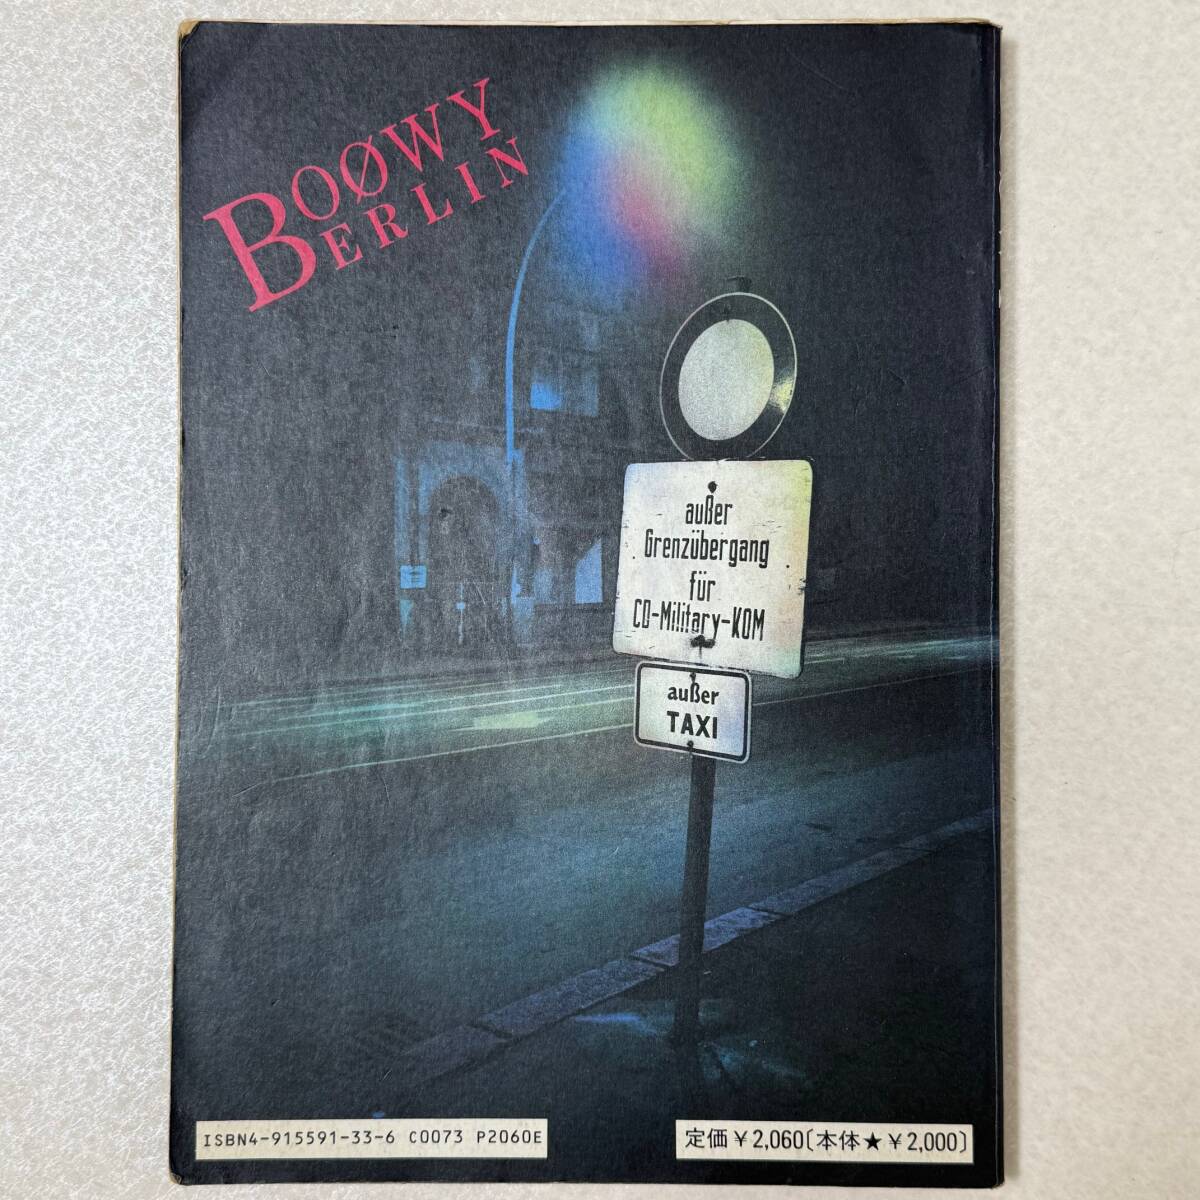 BOØWY
BERLIN
außer
Grenzübergang
für
CD-Military-KOM
außer
TAXI
ISBN4-915591-33-6 C0073 P2060E
定価￥2,060〔本体★￥2,000〕